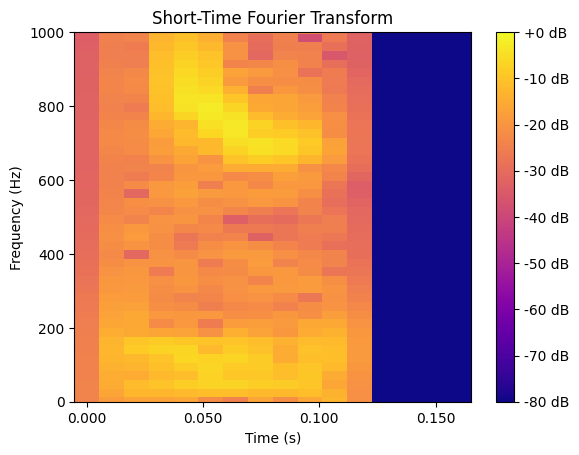 Short-Time Fourier Transform
1000
800
600
400
200
0
Frequency (Hz)
0.000
0.050
0.100
0.150
Time (s)
+0 dB
-10 dB
-20 dB
-30 dB
-40 dB
-50 dB
-60 dB
-70 dB
-80 dB